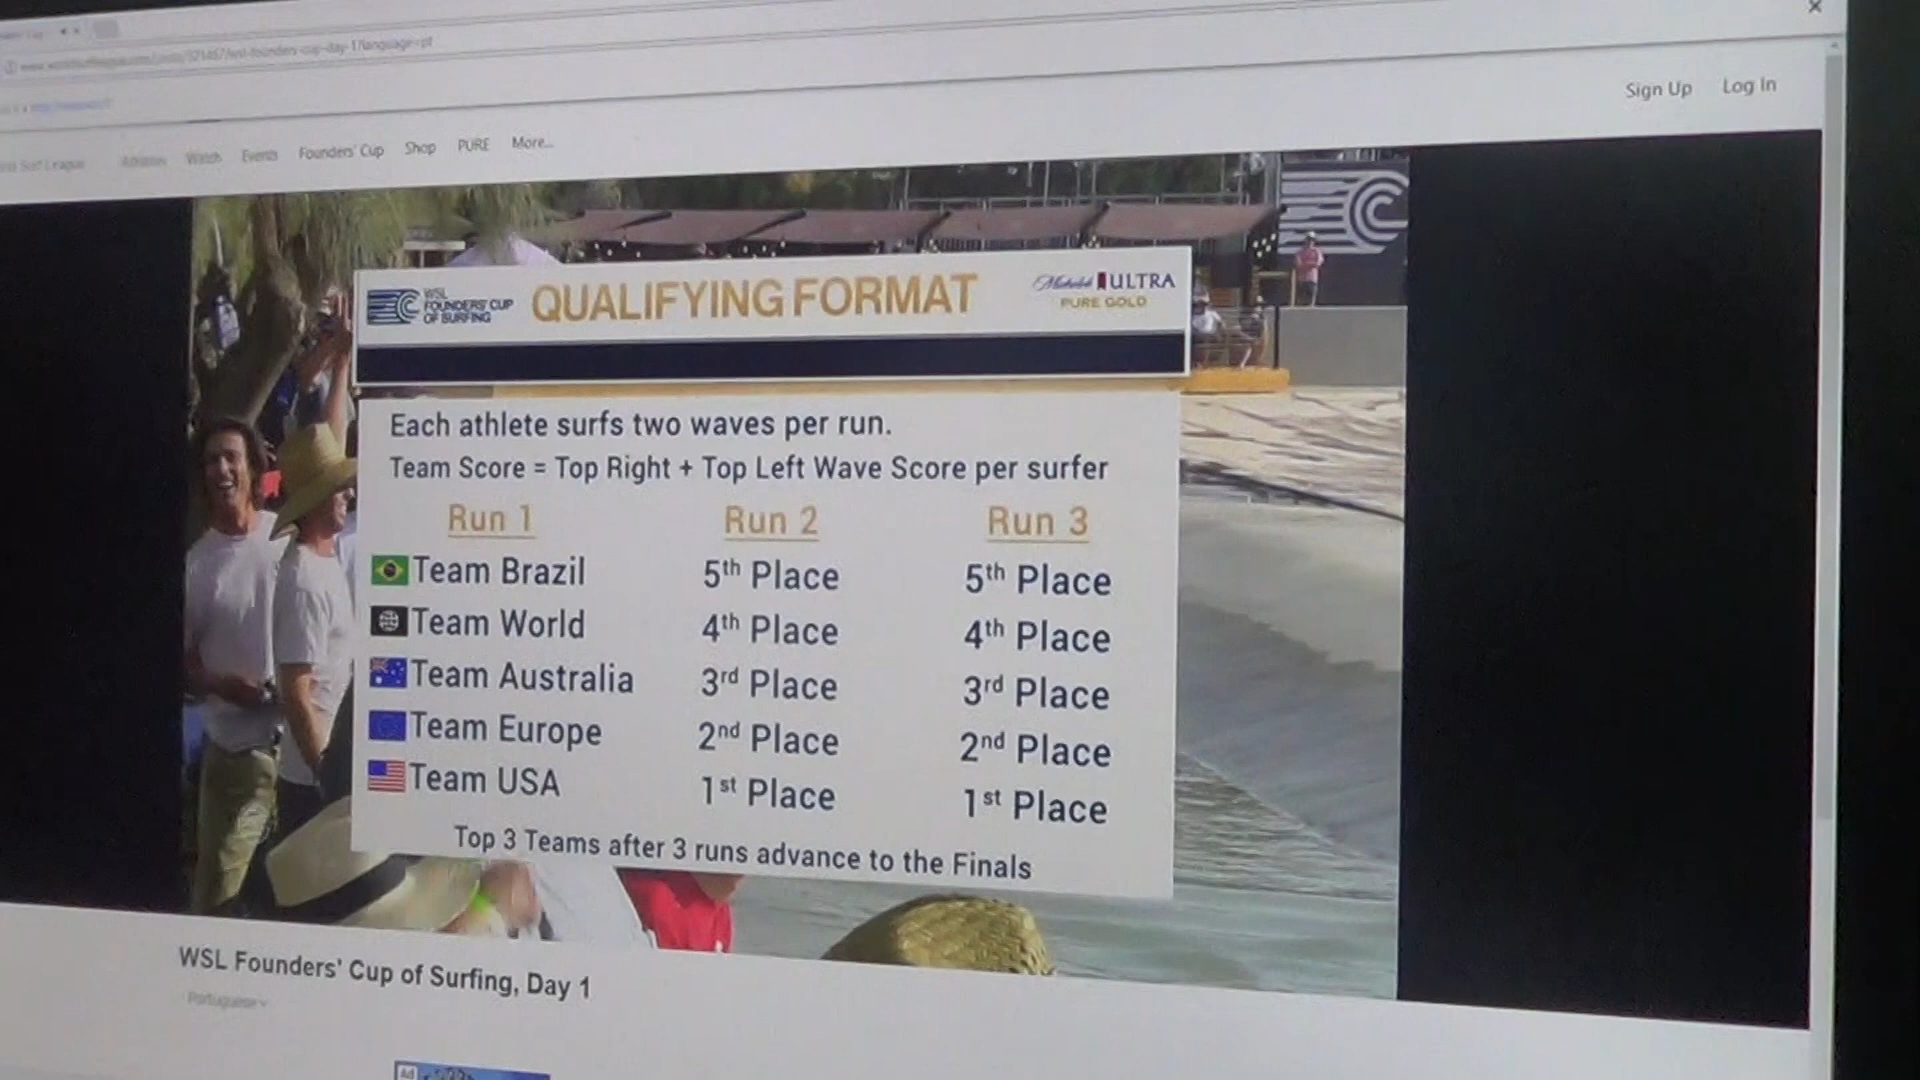 Sign Up Log In
Athletes Watch Events Founders' Cup Shop PURE More...
WSL
FOUNDERS' CUP
OF SURFING
QUALIFYING FORMAT
Michelob ULTRA
PURE GOLD
Each athlete surfs two waves per run.
Team Score = Top Right + Top Left Wave Score per surfer
Run 1 Run 2 Run 3
Team Brazil 5th Place 5th Place
Team World 4th Place 4th Place
Team Australia 3rd Place 3rd Place
Team Europe 2nd Place 2nd Place
Team USA 1st Place 1st Place
Top 3 Teams after 3 runs advance to the Finals
WSL Founders' Cup of Surfing, Day 1
Portuguese
Ad